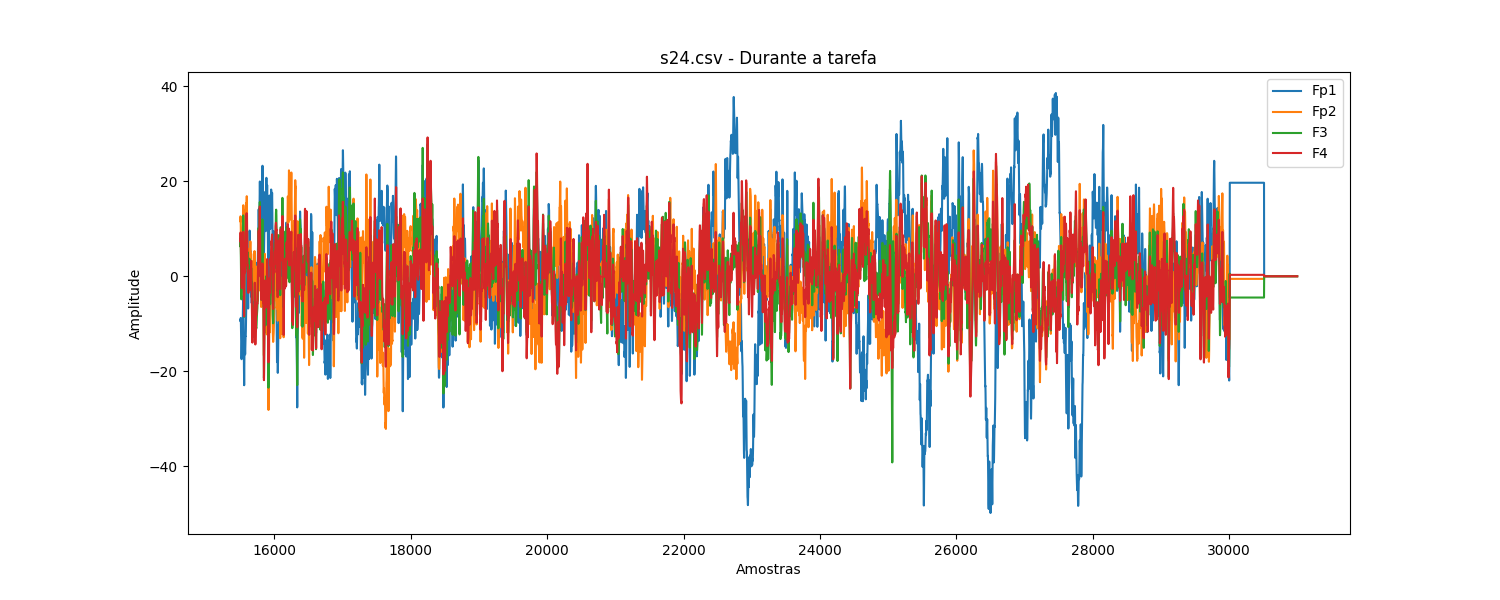 s24.csv - Durante a tarefa
Amplitude
40
20
0
−20
−40
16000
18000
20000
22000
24000
26000
28000
30000
Amostras
Fp1
Fp2
F3
F4